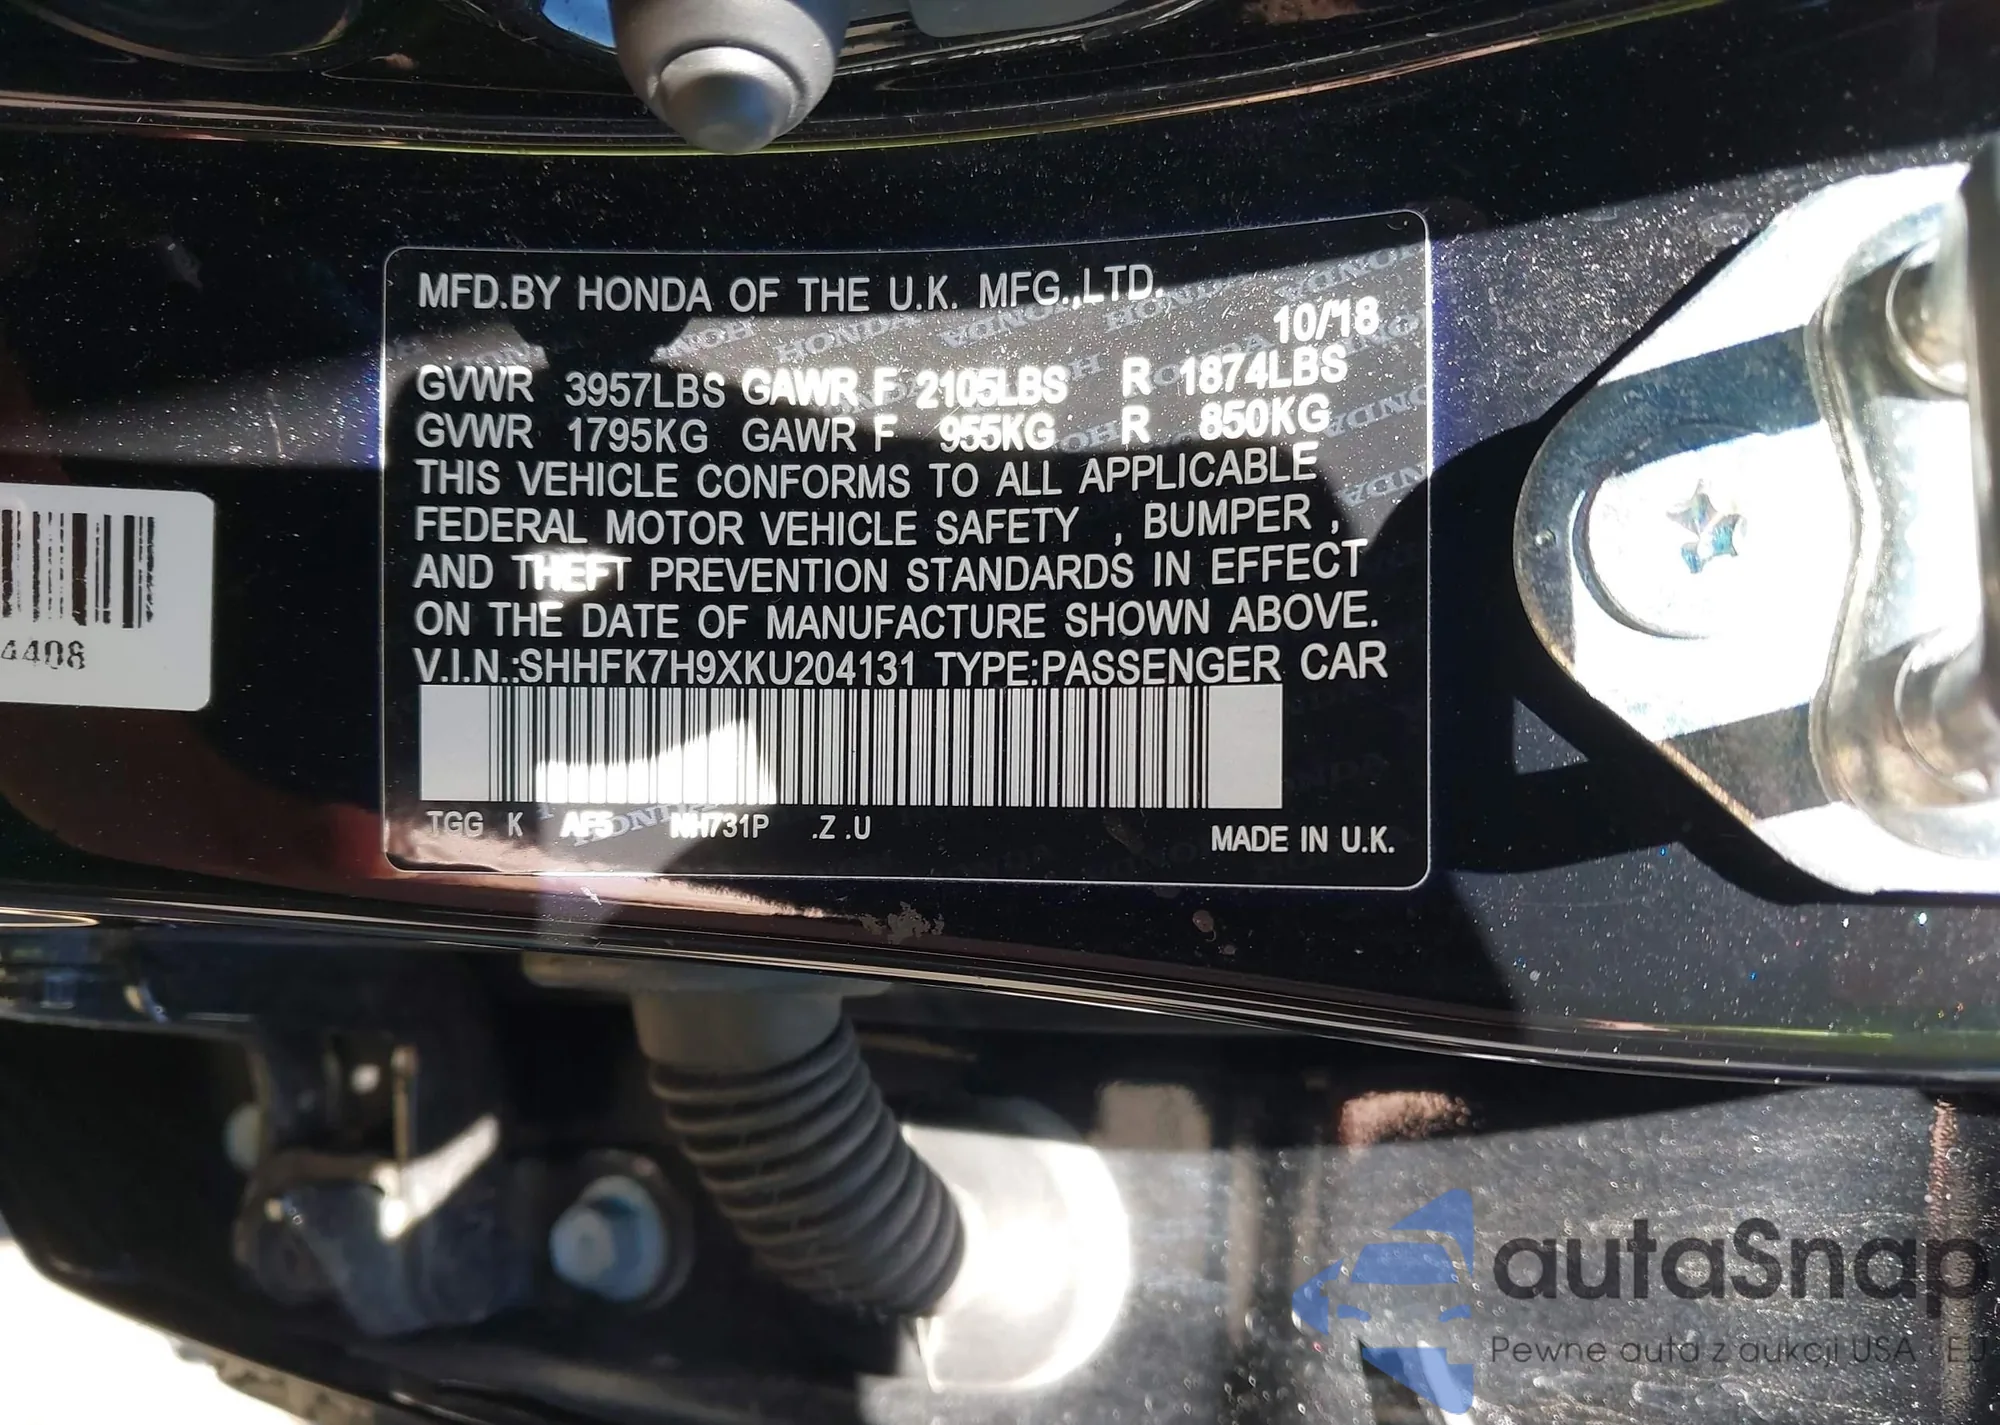 MFD.BY HONDA OF THE U.K. MFG.,LTD.
10/18
GVWR 3957LBS GAWR F 2105LBS R 1874LBS
GVWR 1795KG GAWR F 955KG R 850KG
THIS VEHICLE CONFORMS TO ALL APPLICABLE
FEDERAL MOTOR VEHICLE SAFETY , BUMPER ,
AND THEFT PREVENTION STANDARDS IN EFFECT
ON THE DATE OF MANUFACTURE SHOWN ABOVE.
V.I.N.:SHHFK7H9XKU204131 TYPE:PASSENGER CAR
TGG K AF5 NH731P .Z .U
MADE IN U.K.
4408
autaSnap
Pewne auta z aukcji USA - EU